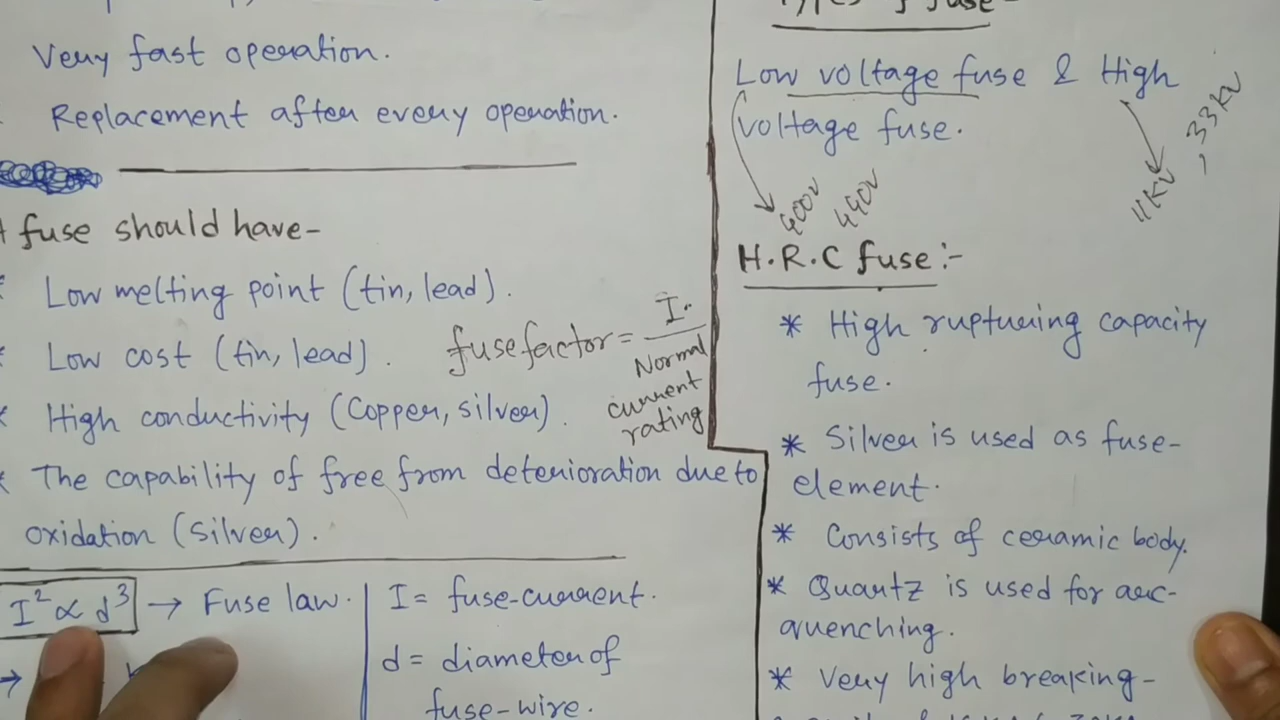 Very fast operation.
Replacement after every operation.
fuse should have-
Low melting point (tin, lead).
Low cost (tin, lead).
High conductivity (Copper, silver).
The capability of free from deterioration due to
oxidation (silver).
fuse factor = I.
Normal
current
rating
I² ∝ d³ → Fuse law.
I = fuse-current.
d = diameter of
fuse-wire.
Types of fuse-
Low voltage fuse & High
voltage fuse.
400V 440V
11KV, 33KV
H.R.C fuse:-
* High rupturing capacity
fuse.
* Silver is used as fuse-
element.
* Consists of ceramic body.
* Quartz is used for arc-
quenching.
* Very high breaking-